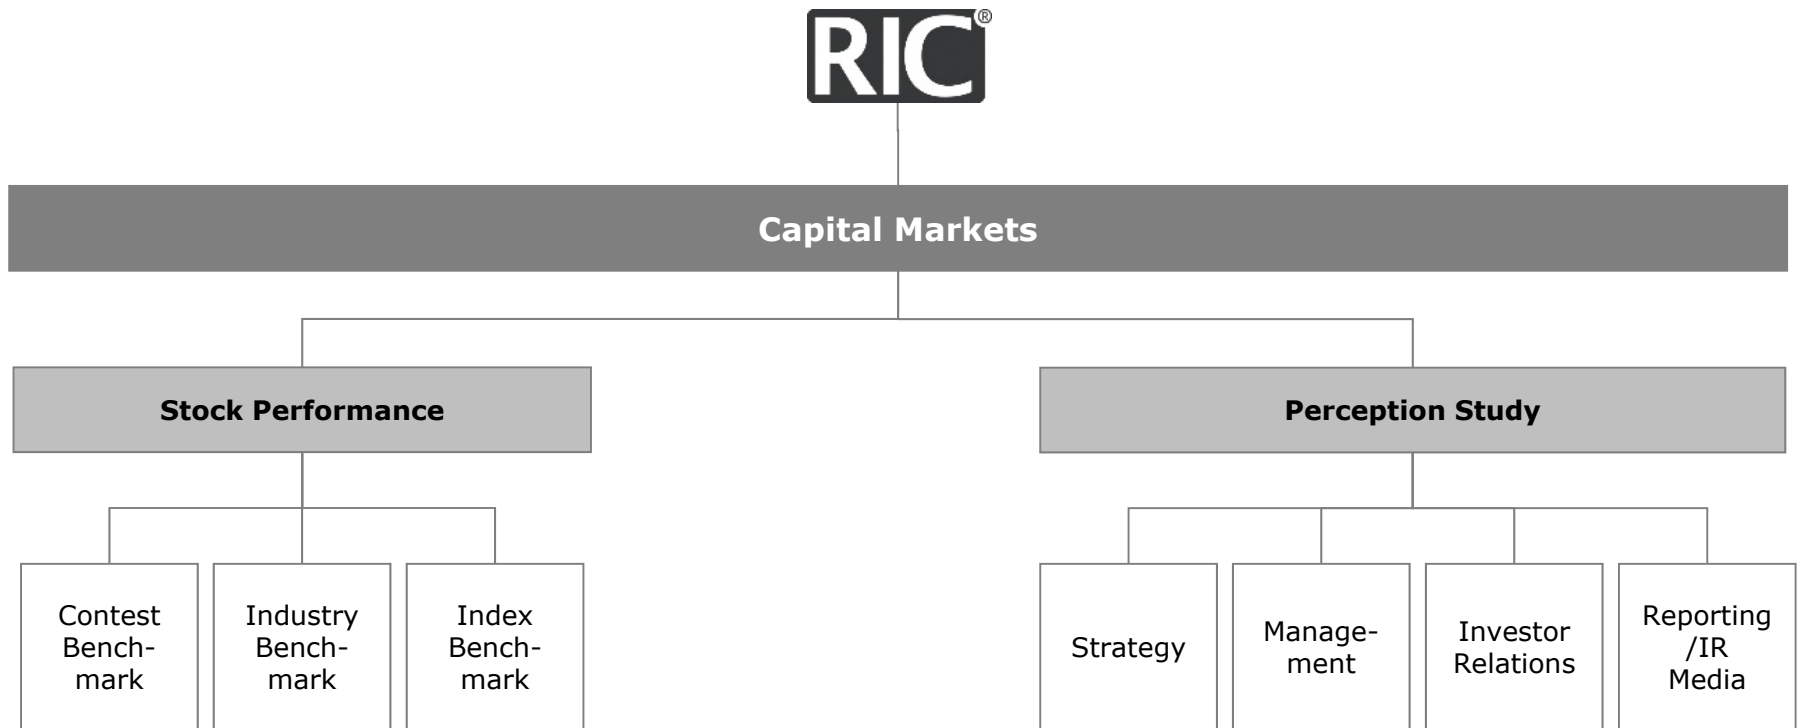 RIC®
Capital Markets
Stock Performance
Perception Study
Contest
Bench-
mark
Industry
Bench-
mark
Index
Bench-
mark
Strategy
Manage-
ment
Investor
Relations
Reporting
/IR
Media